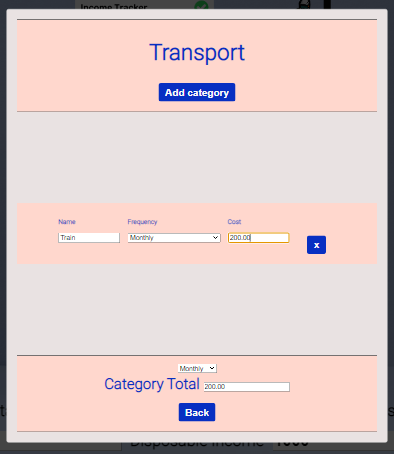 Income Tracker
Transport
Add category
Name Frequency Cost
Train Monthly 200.00 x
Monthly
Category Total 200.00
Back
Disposable Income